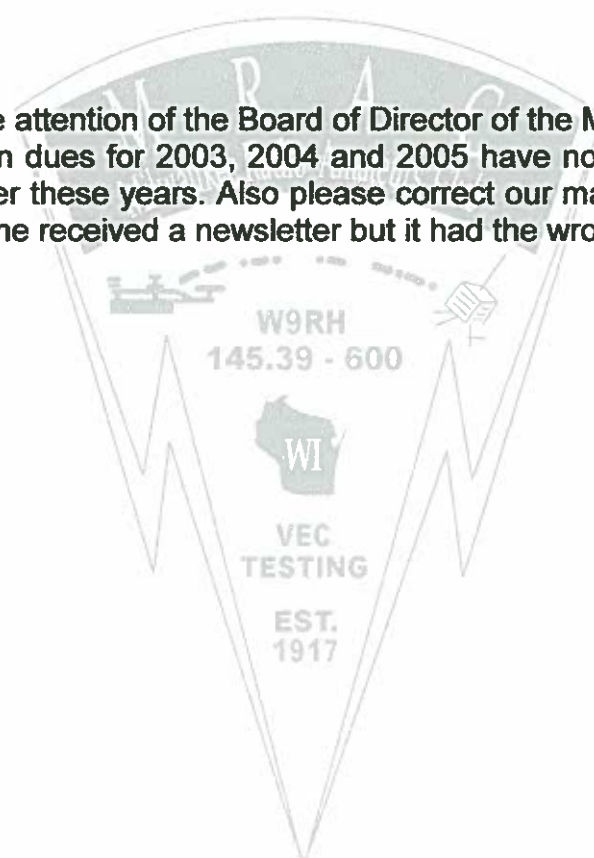 M R A C
e attention of the Board of Director of the M
n dues for 2003, 2004 and 2005 have no
er these years. Also please correct our ma
ne received a newsletter but it had the wro
W9RH
145.39 - 600
WI
VEC
TESTING
EST.
1917